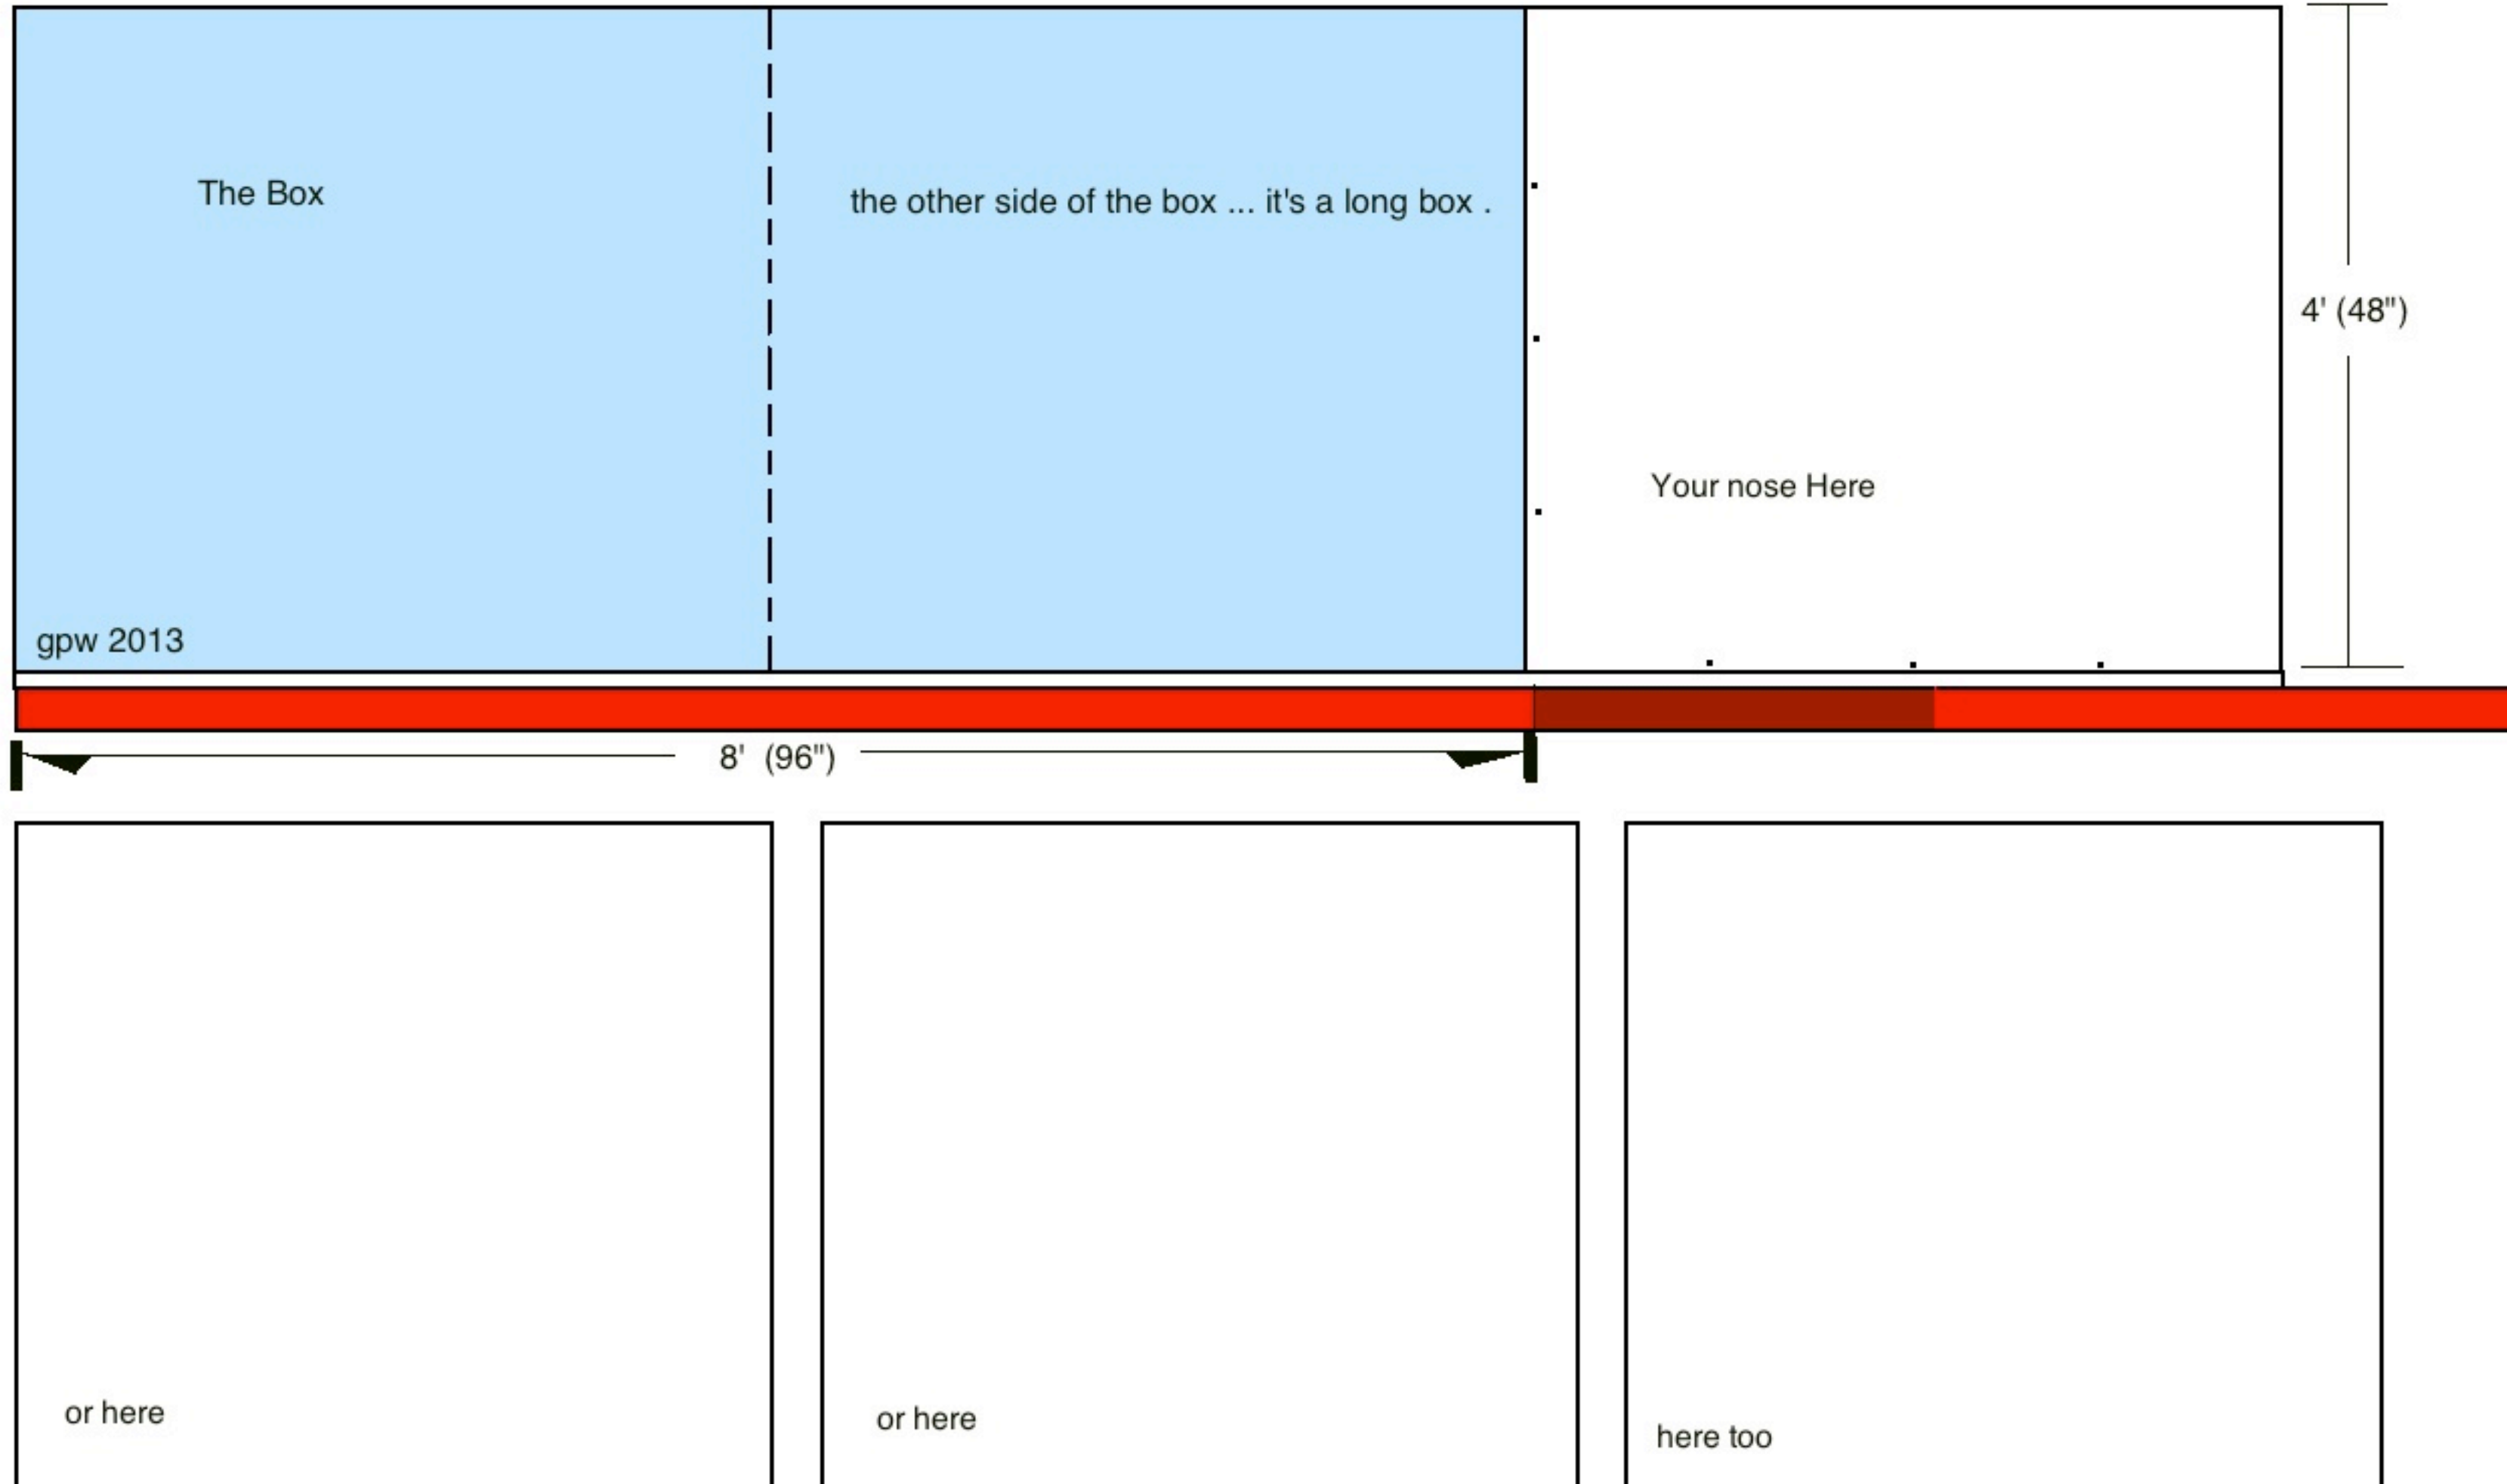 The Box
the other side of the box ... it's a long box .
4' (48")
Your nose Here
gpw 2013
8' (96")
or here
or here
here too